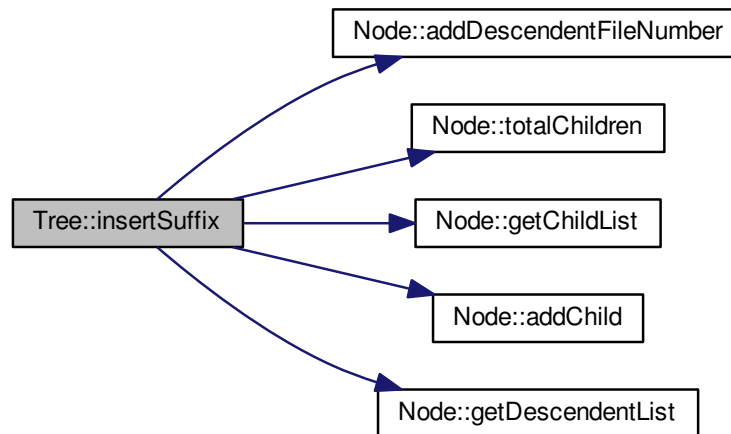 Node::addDescendentFileNumber
Node::totalChildren
Tree::insertSuffix
Node::getChildList
Node::addChild
Node::getDescendentList